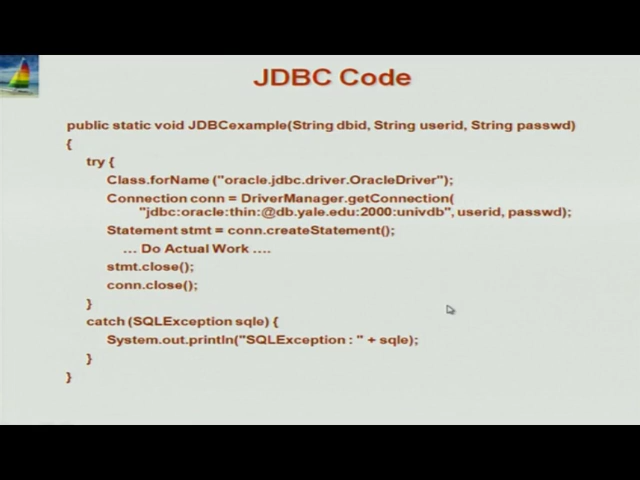 JDBC Code
public static void JDBCexample(String dbid, String userid, String passwd)
{
try {
Class.forName ("oracle.jdbc.driver.OracleDriver");
Connection conn = DriverManager.getConnection(
"jdbc:oracle:thin:@db.yale.edu:2000:univdb", userid, passwd);
Statement stmt = conn.createStatement();
… Do Actual Work ….
stmt.close();
conn.close();
}
catch (SQLException sqle) {
System.out.println("SQLException : " + sqle);
}
}